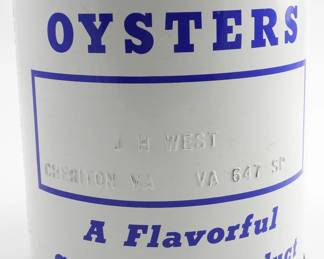 OYSTERS
J H WEST
CHERITON VA VA 647 SP
A Flavorful